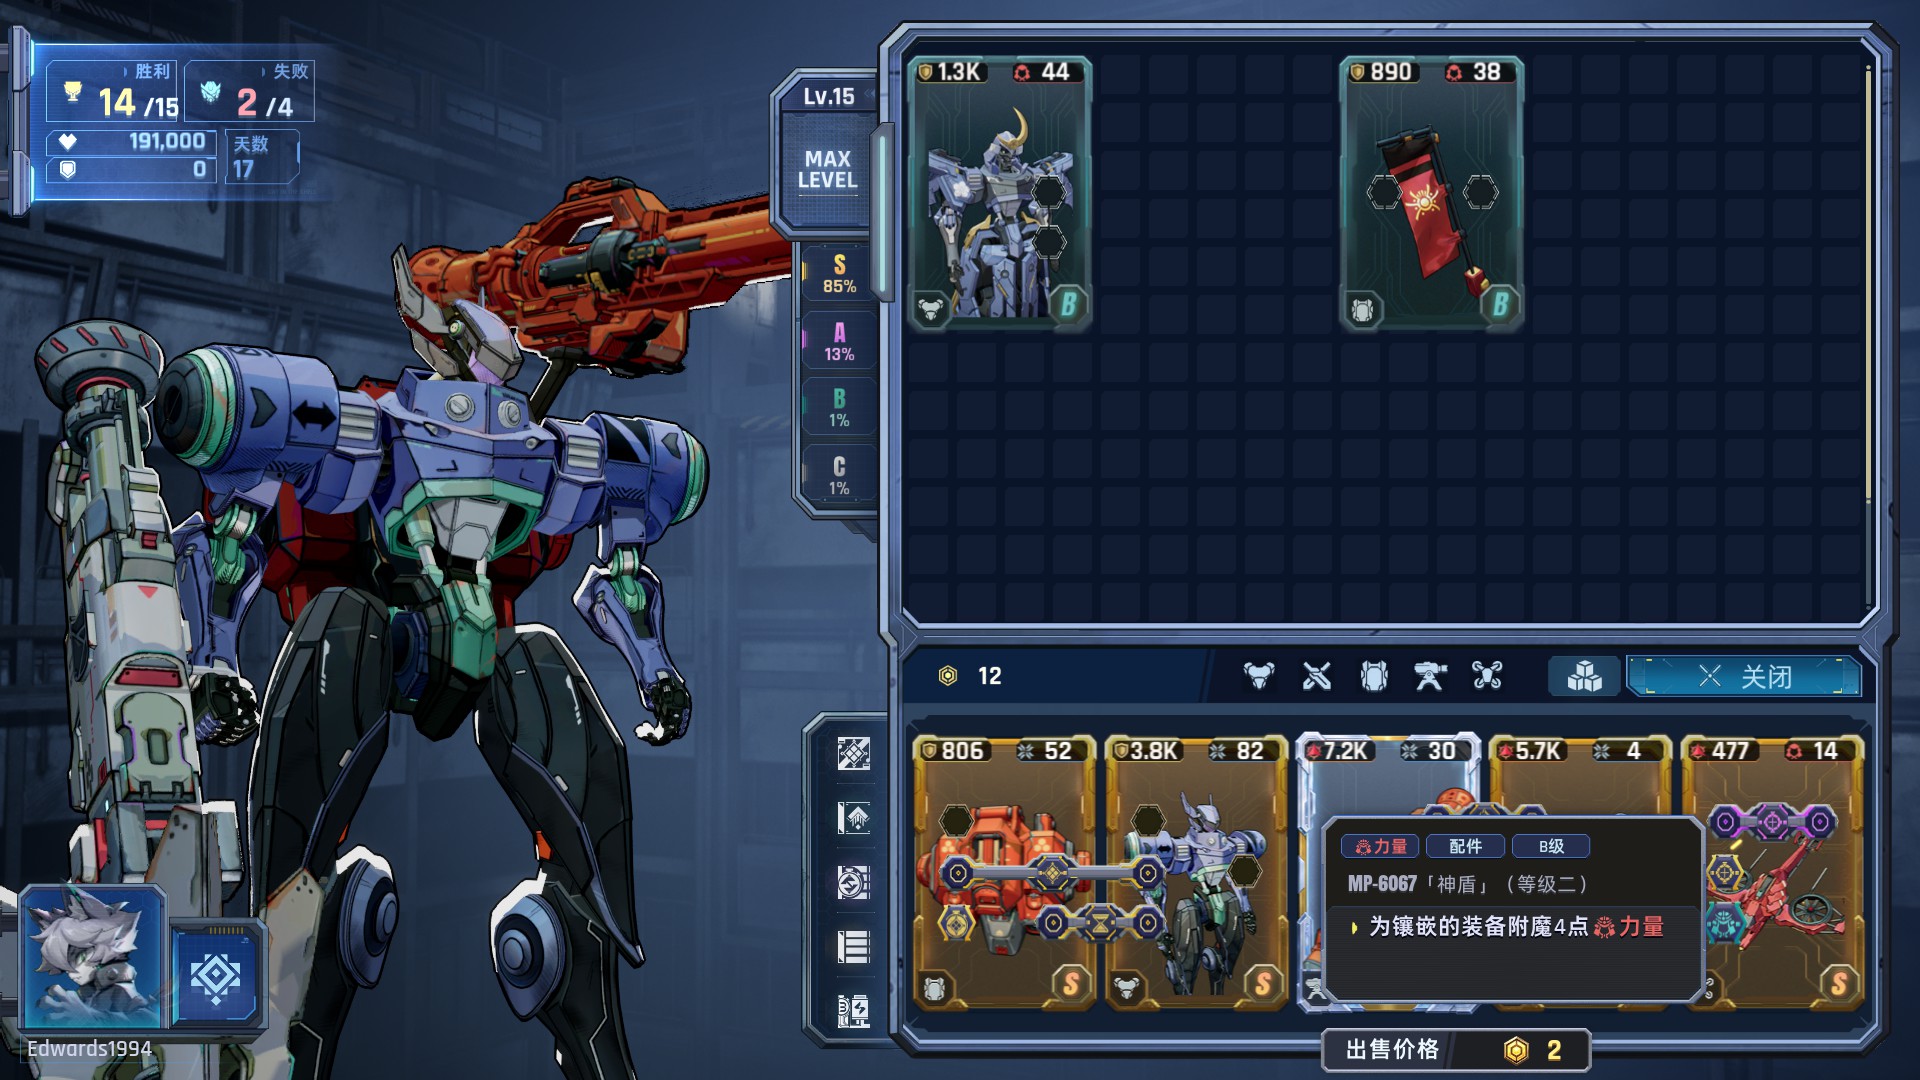 胜利
14 /15
失败
2 /4
191,000
0
天数
17
Lv.15
MAX
LEVEL
S
85%
A
13%
B
1%
C
1%
1.3K 44
B
890 38
B
12
关闭
806 52
S
3.8K 82
S
7.2K 30
5.7K 4
477 14
S
力量 配件 B级
MP-6067「神盾」（等级二）
为镶嵌的装备附魔4点力量
出售价格 2
Edwards1994